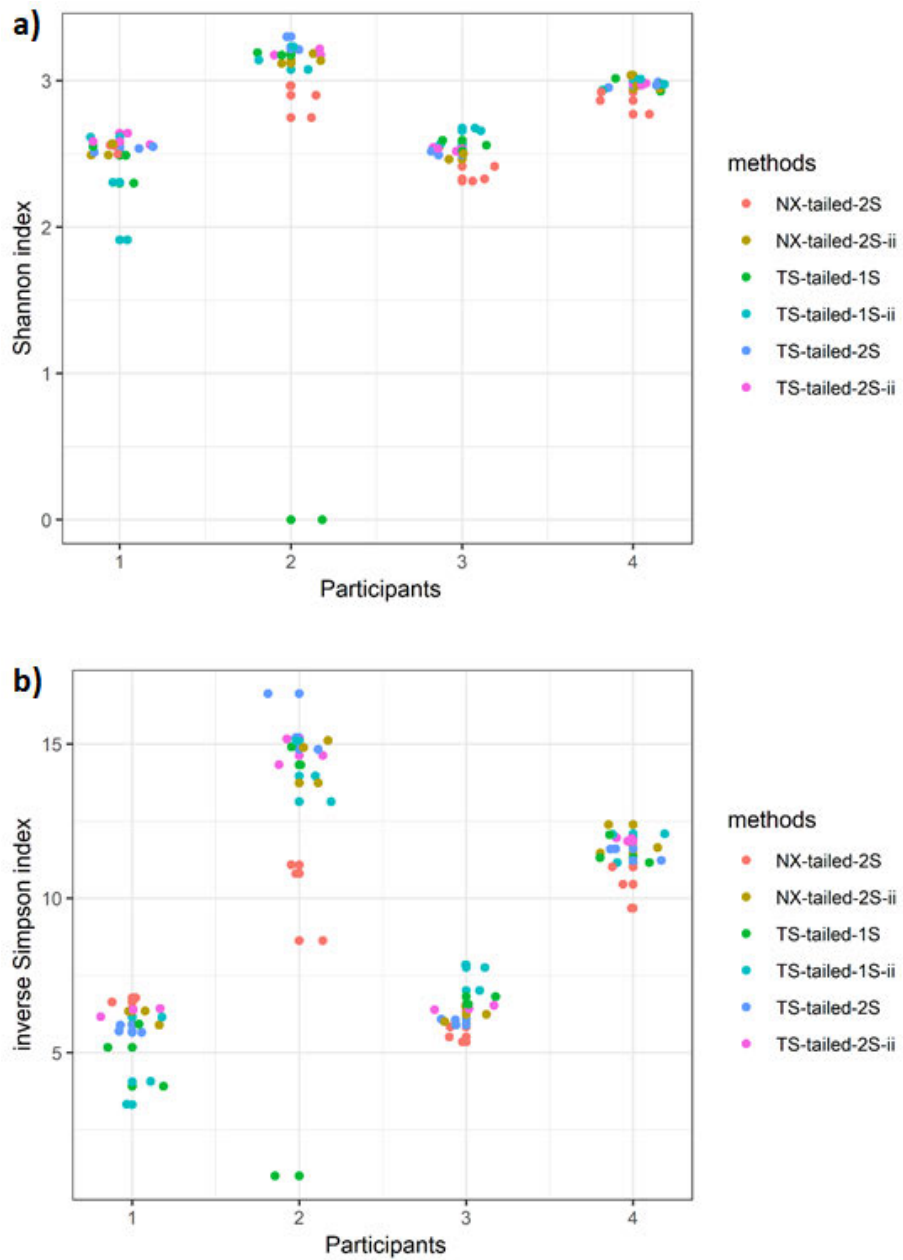 a)
3
2
1
0
Shannon index
1 2 3 4
Participants
methods
NX-tailed-2S
NX-tailed-2S-ii
TS-tailed-1S
TS-tailed-1S-ii
TS-tailed-2S
TS-tailed-2S-ii
b)
15
10
5
inverse Simpson index
1 2 3 4
Participants
methods
NX-tailed-2S
NX-tailed-2S-ii
TS-tailed-1S
TS-tailed-1S-ii
TS-tailed-2S
TS-tailed-2S-ii